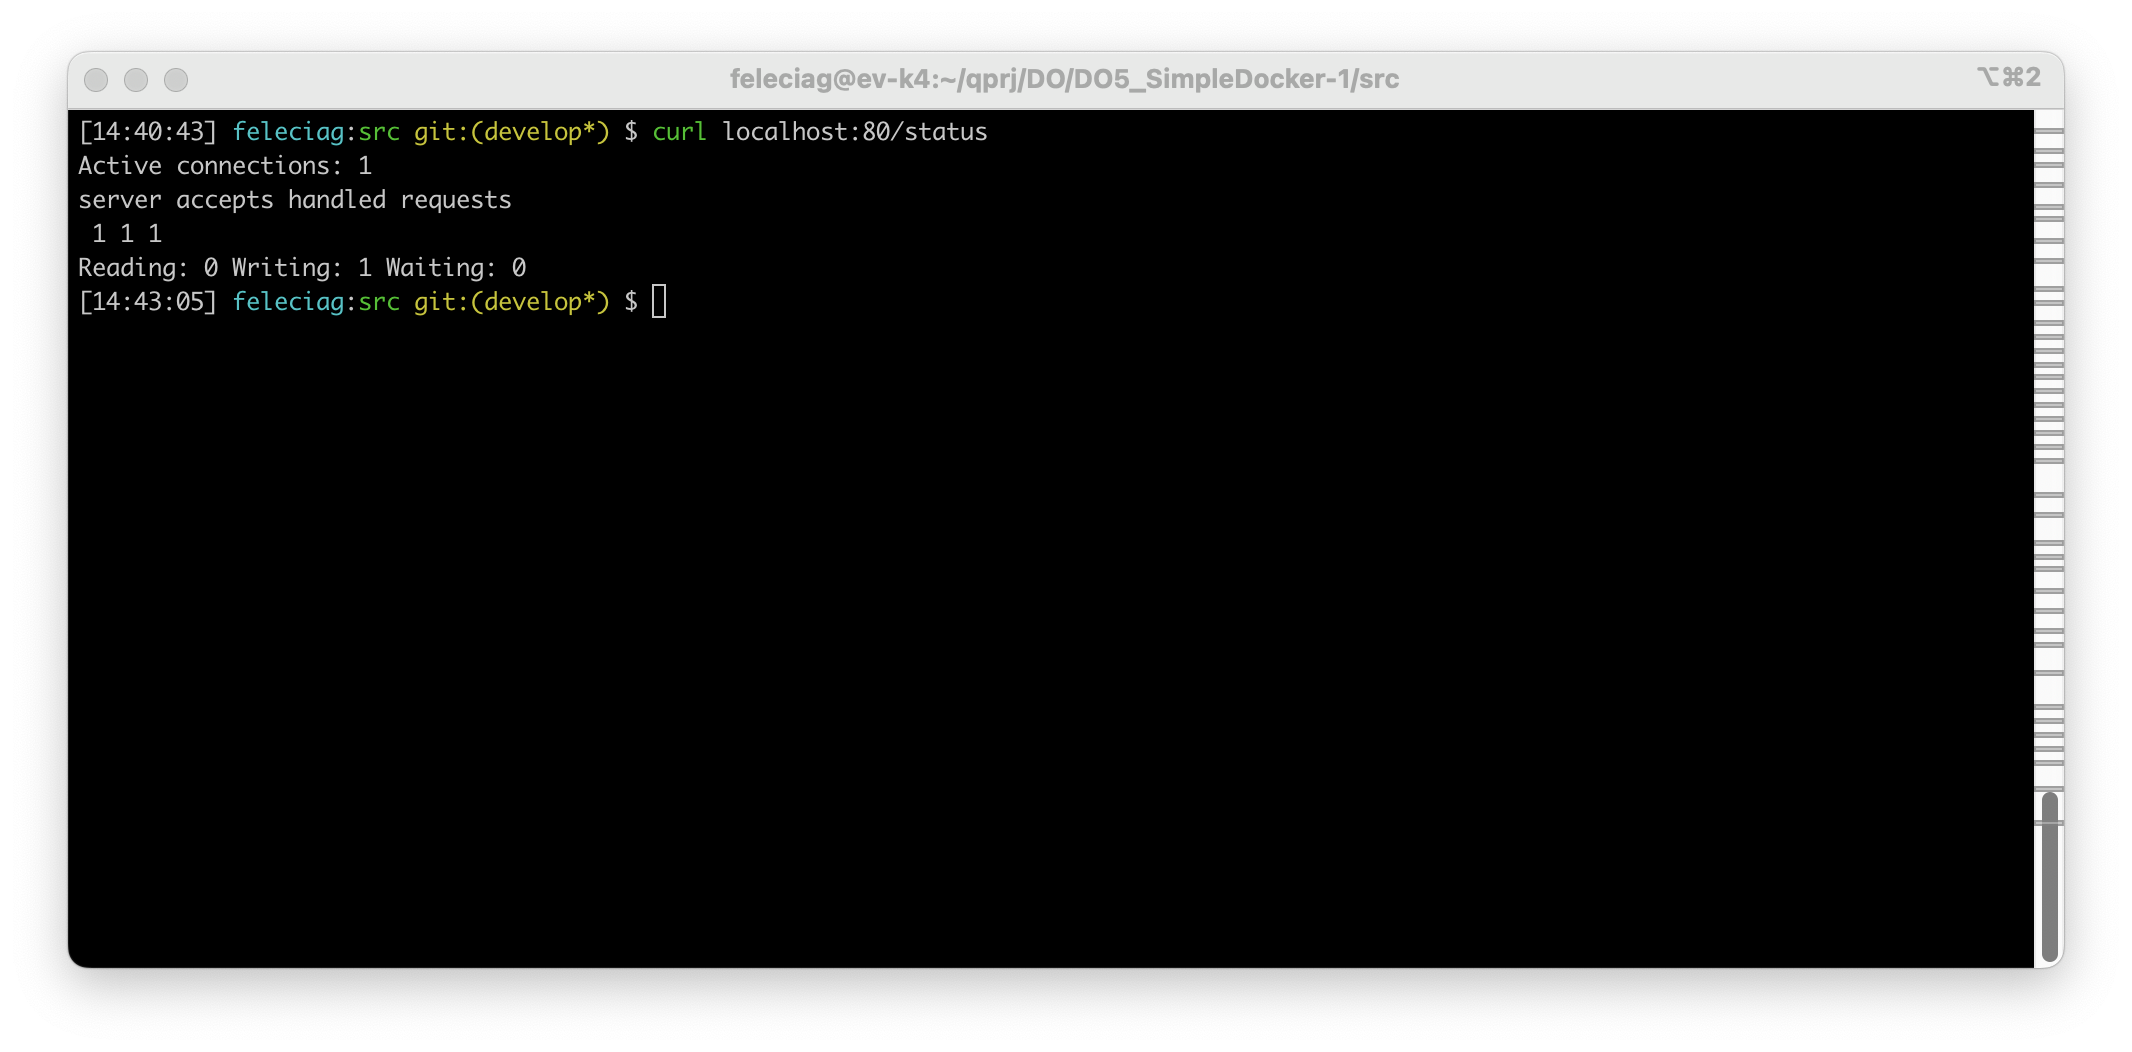 feleciag@ev-k4:~/qprj/DO/DO5_SimpleDocker-1/src
⌥⌘2
[14:40:43] feleciag:src git:(develop*) $ curl localhost:80/status
Active connections: 1
server accepts handled requests
 1 1 1
Reading: 0 Writing: 1 Waiting: 0
[14:43:05] feleciag:src git:(develop*) $